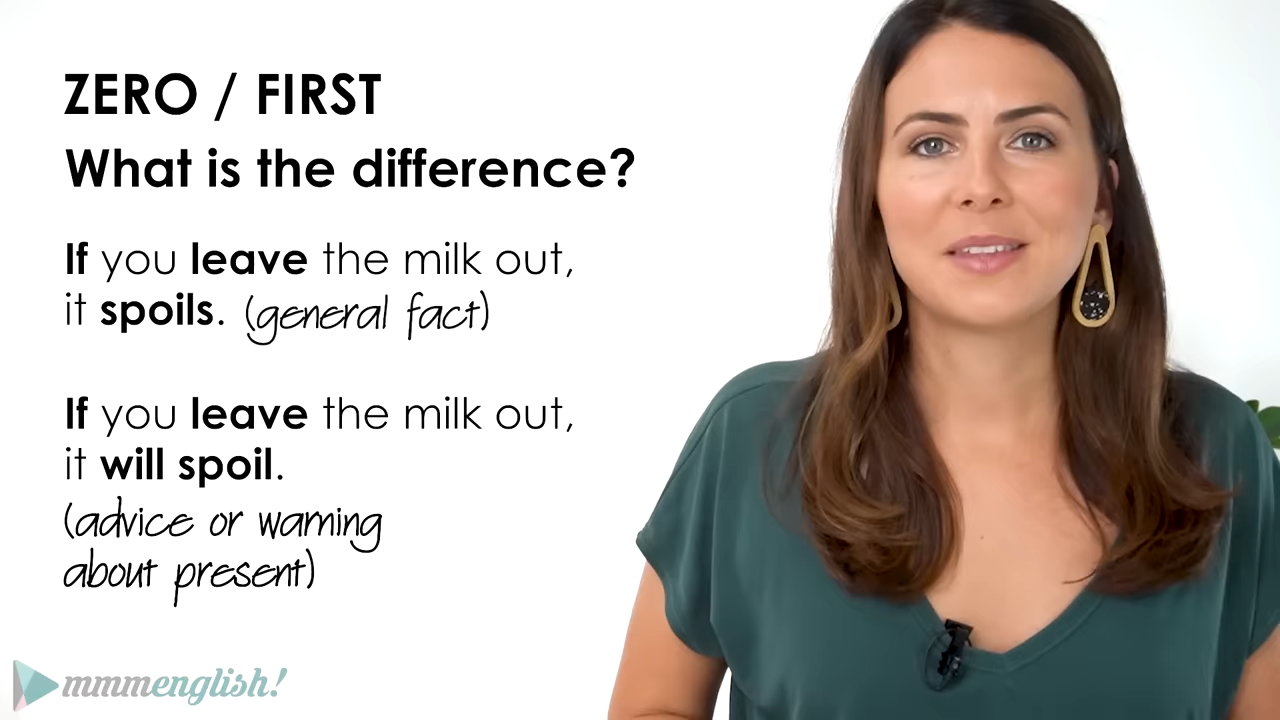 ZERO / FIRST
What is the difference?
If you leave the milk out,
it spoils. (general fact)
If you leave the milk out,
it will spoil.
(advice or warning
about present)
mmmenglish!